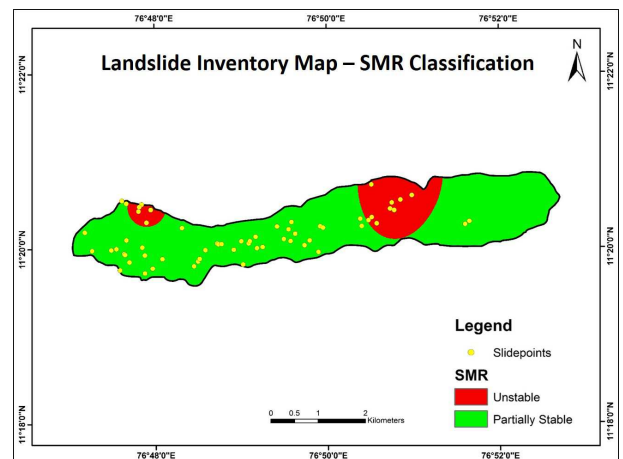 76°48'0"E 76°50'0"E 76°52'0"E
Landslide Inventory Map – SMR Classification
N
11°22'0"N 11°22'0"N
11°20'0"N 11°20'0"N
Legend
Slidepoints
SMR
Unstable
Partially Stable
0 0.5 1 2
Kilometers
11°18'0"N 11°18'0"N
76°48'0"E 76°50'0"E 76°52'0"E